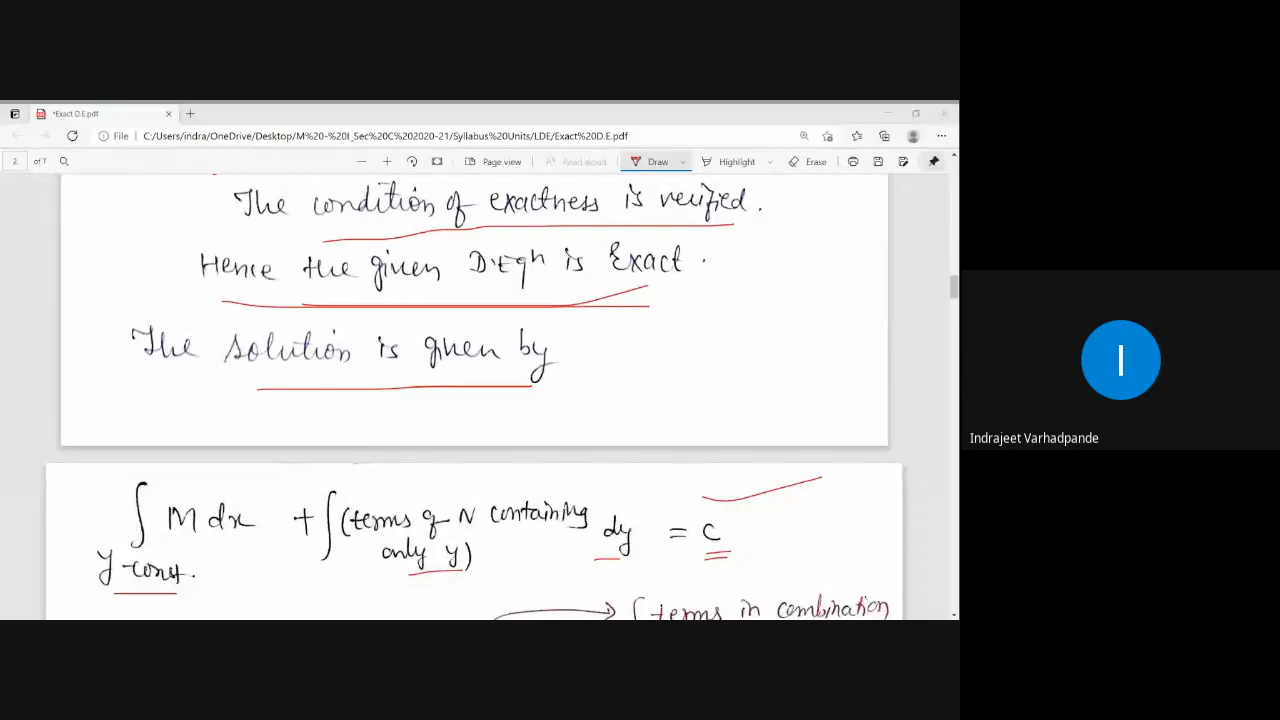 *Exact D.E.pdf
File | C:/Users/indra/OneDrive/Desktop/M%20-%20I_Sec%20C%202020-21/Syllabus%20Units/LDE/Exact%20D.E.pdf
2 of 7 Page view Read aloud Draw Highlight Erase
The condition of exactness is verified.
Hence the given D.Eqn is Exact.
The solution is given by
∫ M dx + ∫ (terms of N containing dy = C
y-const. only y)
terms in combination
I
Indrajeet Varhadpande